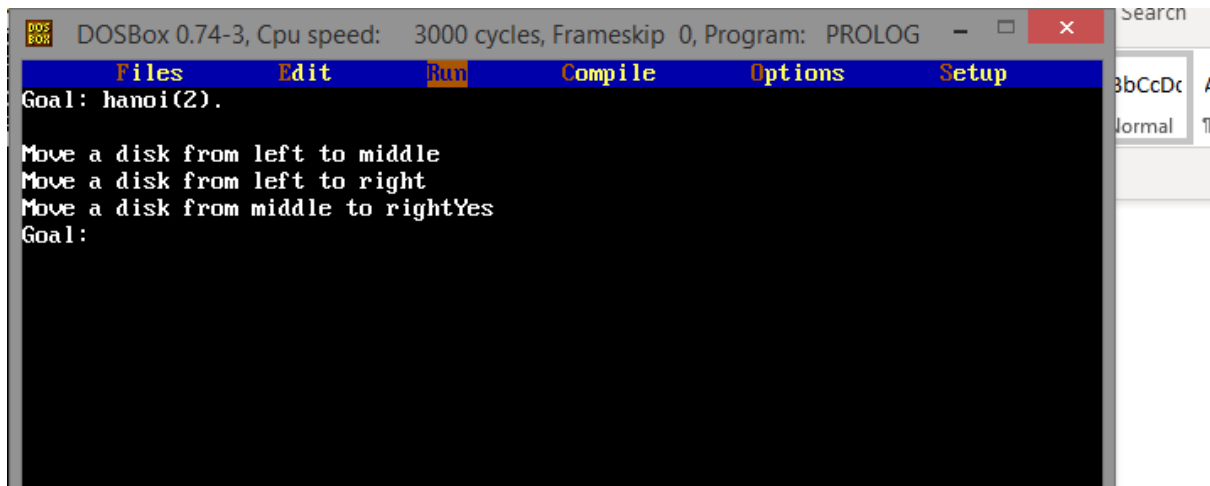 DOS BOX DOSBox 0.74-3, Cpu speed: 3000 cycles, Frameskip 0, Program: PROLOG
Search
Files Edit Run Compile Options Setup
Goal: hanoi(2).
Move a disk from left to middle
Move a disk from left to right
Move a disk from middle to rightYes
Goal: